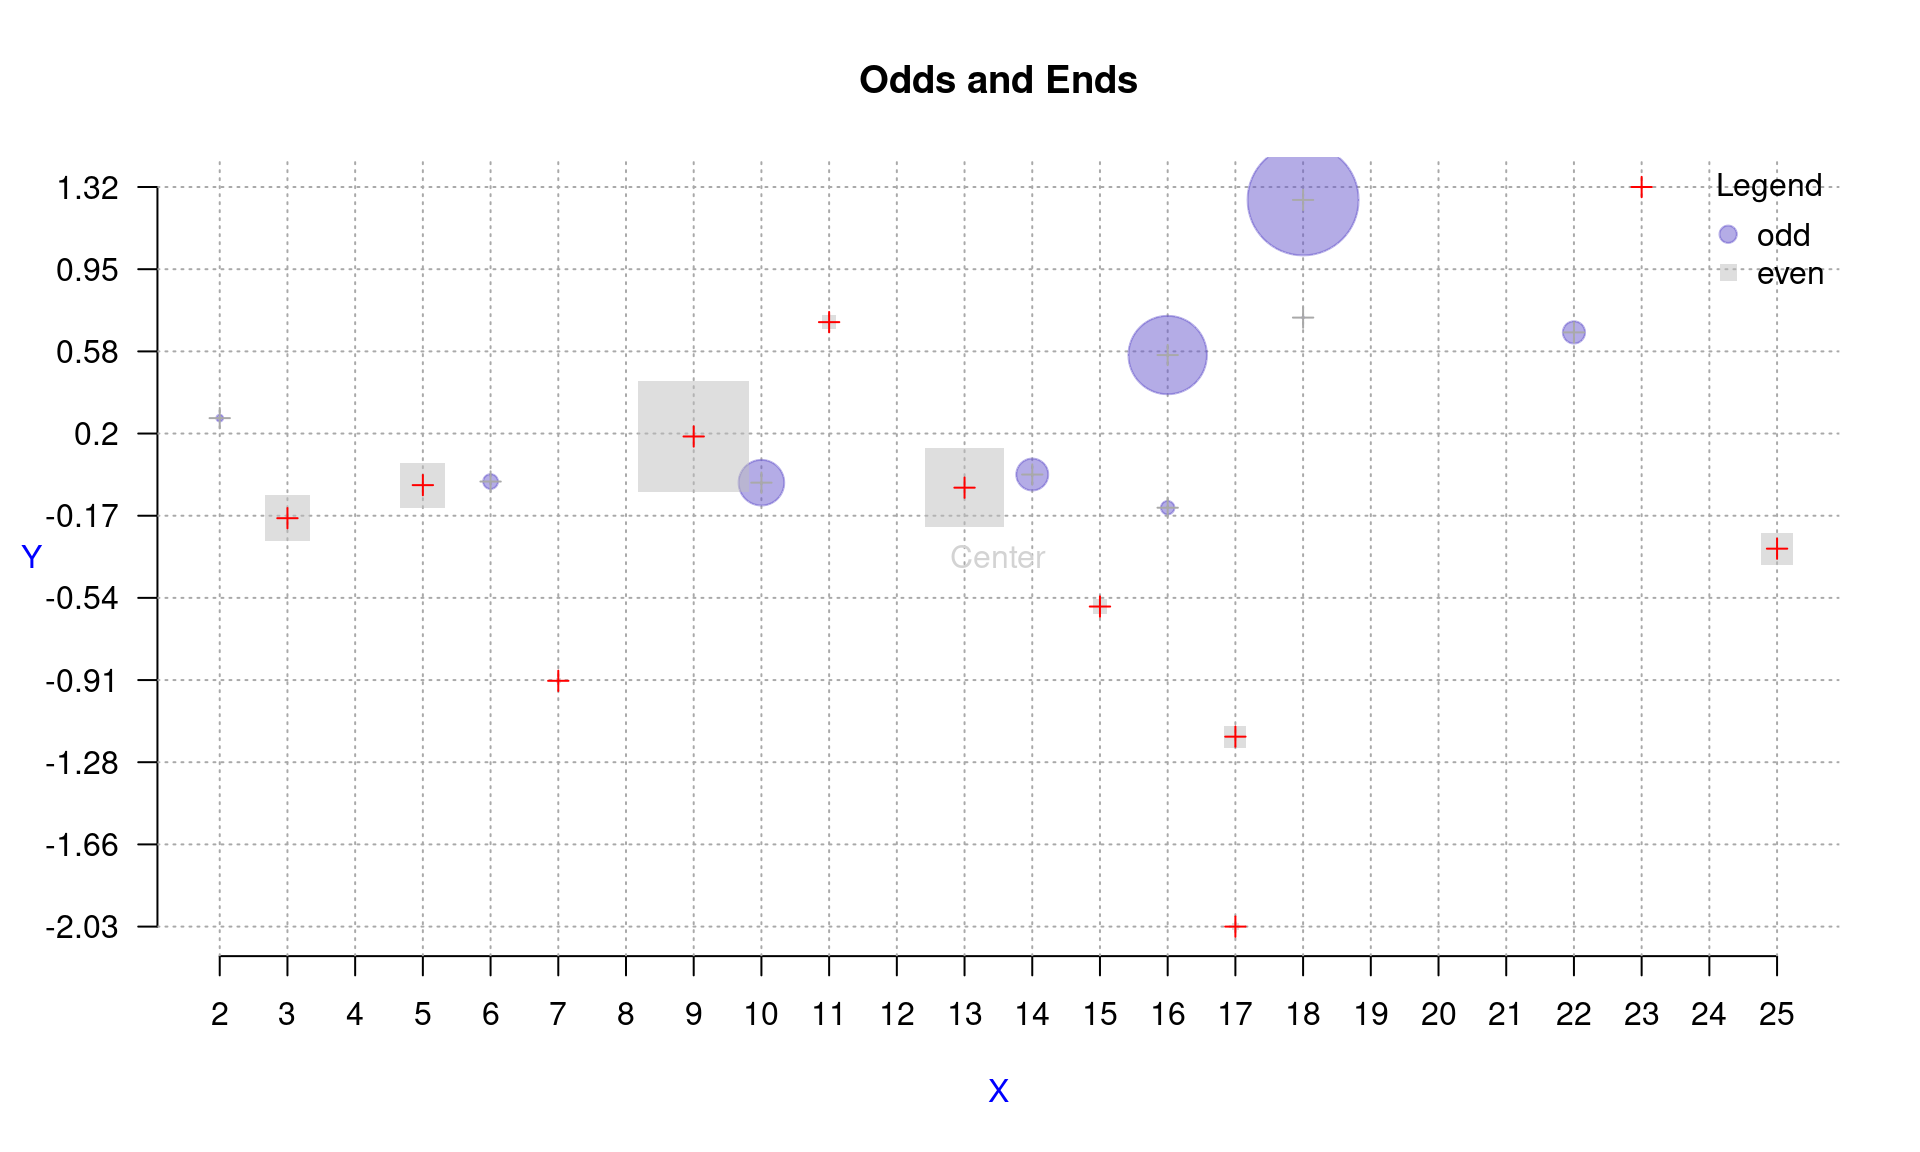 Odds and Ends
1.32
0.95
0.58
0.2
-0.17
-0.54
-0.91
-1.28
-1.66
-2.03
Y
Legend
odd
even
Center
2 3 4 5 6 7 8 9 10 11 12 13 14 15 16 17 18 19 20 21 22 23 24 25
X